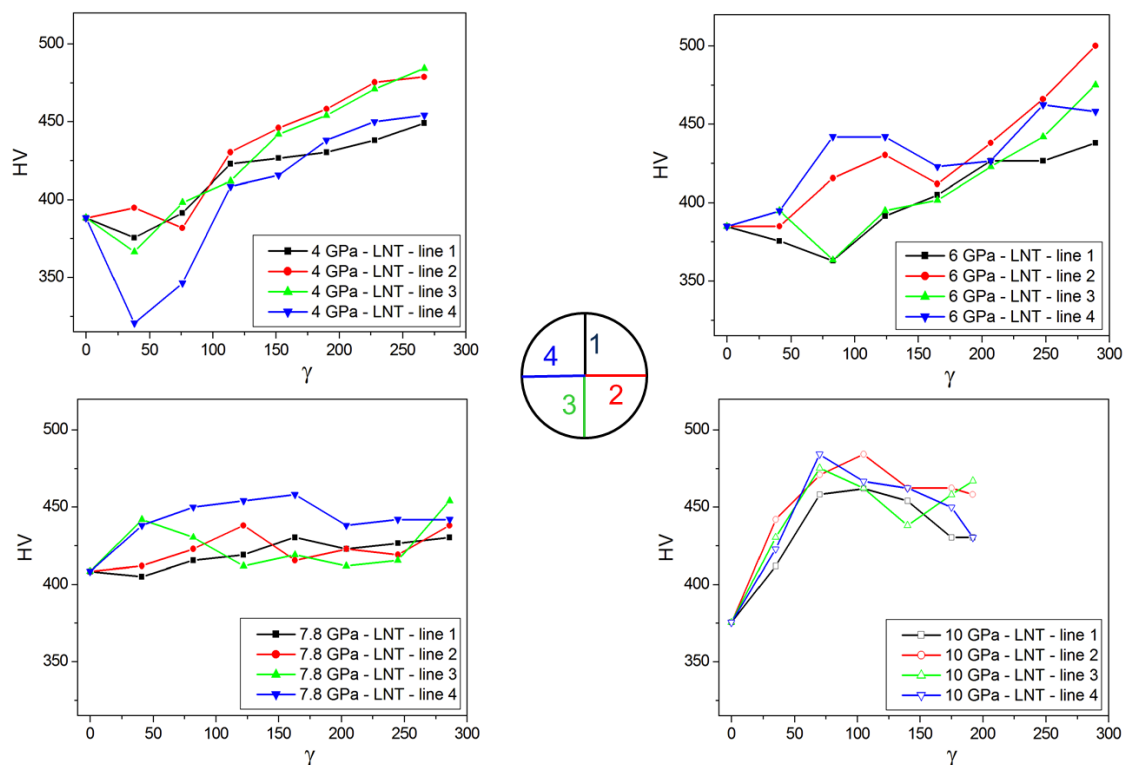 500
450
400
350
HV
0
50
100
150
200
250
300
γ
4 GPa - LNT - line 1
4 GPa - LNT - line 2
4 GPa - LNT - line 3
4 GPa - LNT - line 4
500
450
400
350
HV
0
50
100
150
200
250
300
γ
6 GPa - LNT - line 1
6 GPa - LNT - line 2
6 GPa - LNT - line 3
6 GPa - LNT - line 4
4
1
3
2
500
450
400
350
HV
0
50
100
150
200
250
300
γ
7.8 GPa - LNT - line 1
7.8 GPa - LNT - line 2
7.8 GPa - LNT - line 3
7.8 GPa - LNT - line 4
500
450
400
350
HV
0
50
100
150
200
250
300
γ
10 GPa - LNT - line 1
10 GPa - LNT - line 2
10 GPa - LNT - line 3
10 GPa - LNT - line 4